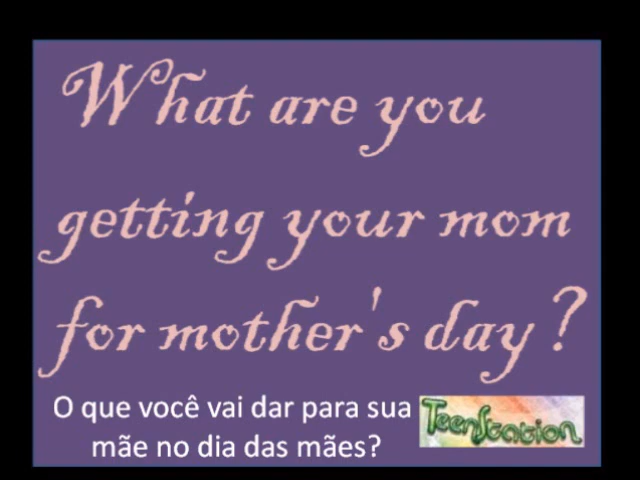 What are you
getting your mom
for mother's day?
O que você vai dar para sua
mãe no dia das mães?
TeenStation